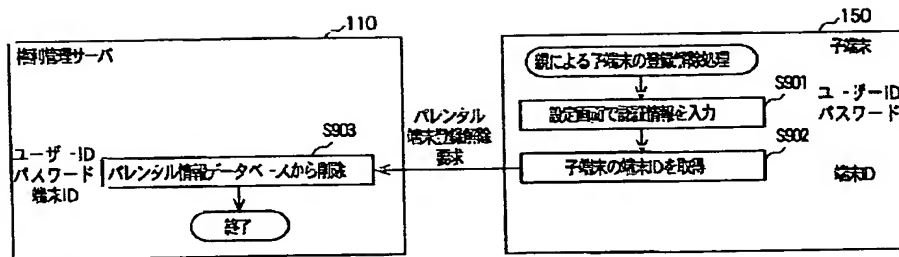 110
権利管理サーバ
S903
ユーザーID
パスワード
端末ID
パレンタル情報データベースから削除
終了
パレンタル
端末登録解除
要求
150
子端末
親による子端末の登録解除処理
S901
設定画面で認証情報を入力
ユーザーID
パスワード
S902
子端末の端末IDを取得
端末ID